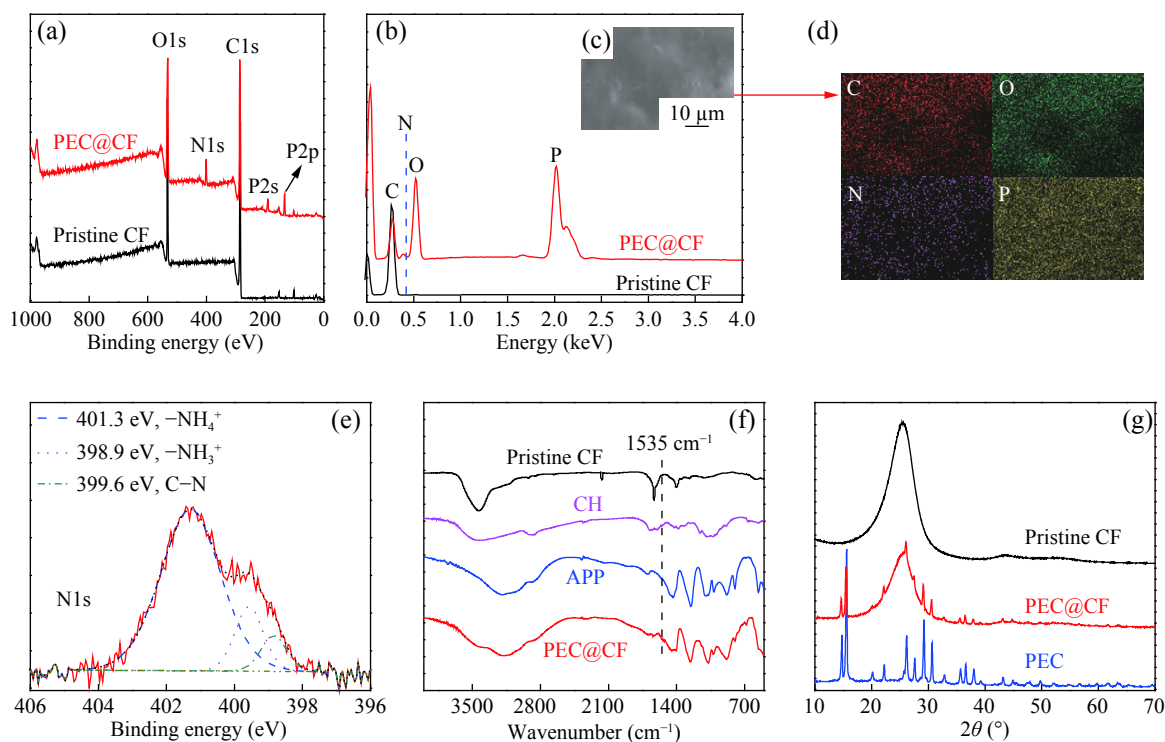 (a)
O1s
C1s
PEC@CF
N1s
P2s
P2p
Pristine CF
1000 800 600 400 200 0
Binding energy (eV)
(b)
(c)
10 μm
N
C
O
P
PEC@CF
Pristine CF
0.0 0.5 1.0 1.5 2.0 2.5 3.0 3.5 4.0
Energy (keV)
(d)
C
O
N
P
(e)
401.3 eV, −NH₄⁺
398.9 eV, −NH₃⁺
399.6 eV, C−N
N1s
406 404 402 400 398 396
Binding energy (eV)
(f)
1535 cm⁻¹
Pristine CF
CH
APP
PEC@CF
3500 2800 2100 1400 700
Wavenumber (cm⁻¹)
(g)
Pristine CF
PEC@CF
PEC
10 20 30 40 50 60 70
2θ (°)